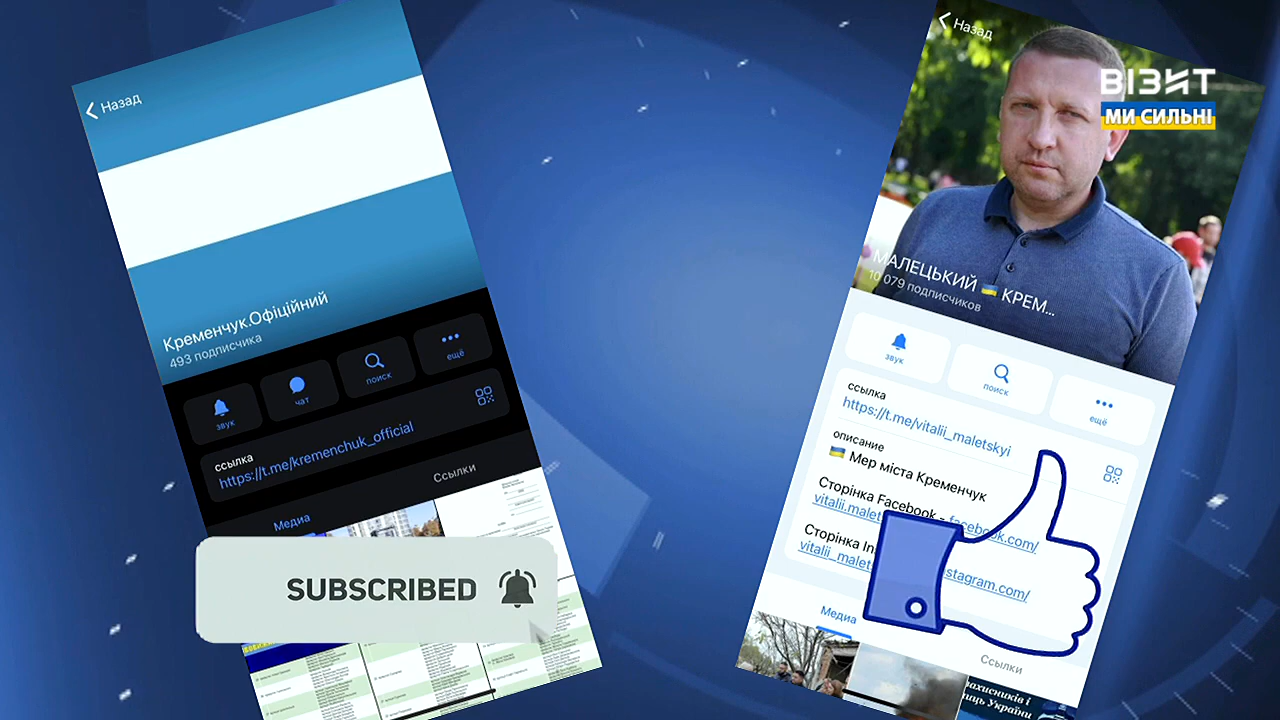 Назад
Кременчук.Офіційний
493 подписчика
звук
чат
поиск
ещё
ссылка
https://t.me/kremenchuk_official
Медиа
Ссылки
SUBSCRIBED
Назад
ВІЗИТ
МИ СИЛЬНІ
МАЛЕЦЬКИЙ 🇺🇦 КРЕМ...
10 079 подписчиков
звук
поиск
ещё
ссылка
https://t.me/vitalii_maletskyi
описание
🇺🇦 Мер міста Кременчук
Сторінка Facebook - facebook.com/
vitalii.malet
Сторінка In stagram.com/
vitalii_malet
Медиа
Ссылки
захисників і
України